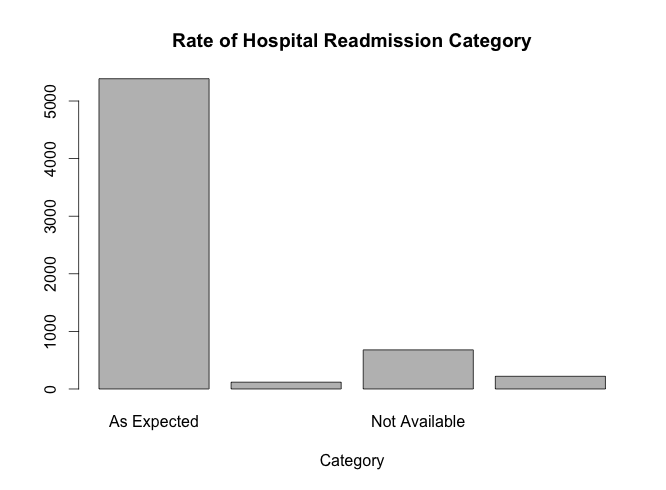 Rate of Hospital Readmission Category
5000
4000
3000
2000
1000
0
As Expected
Not Available
Category